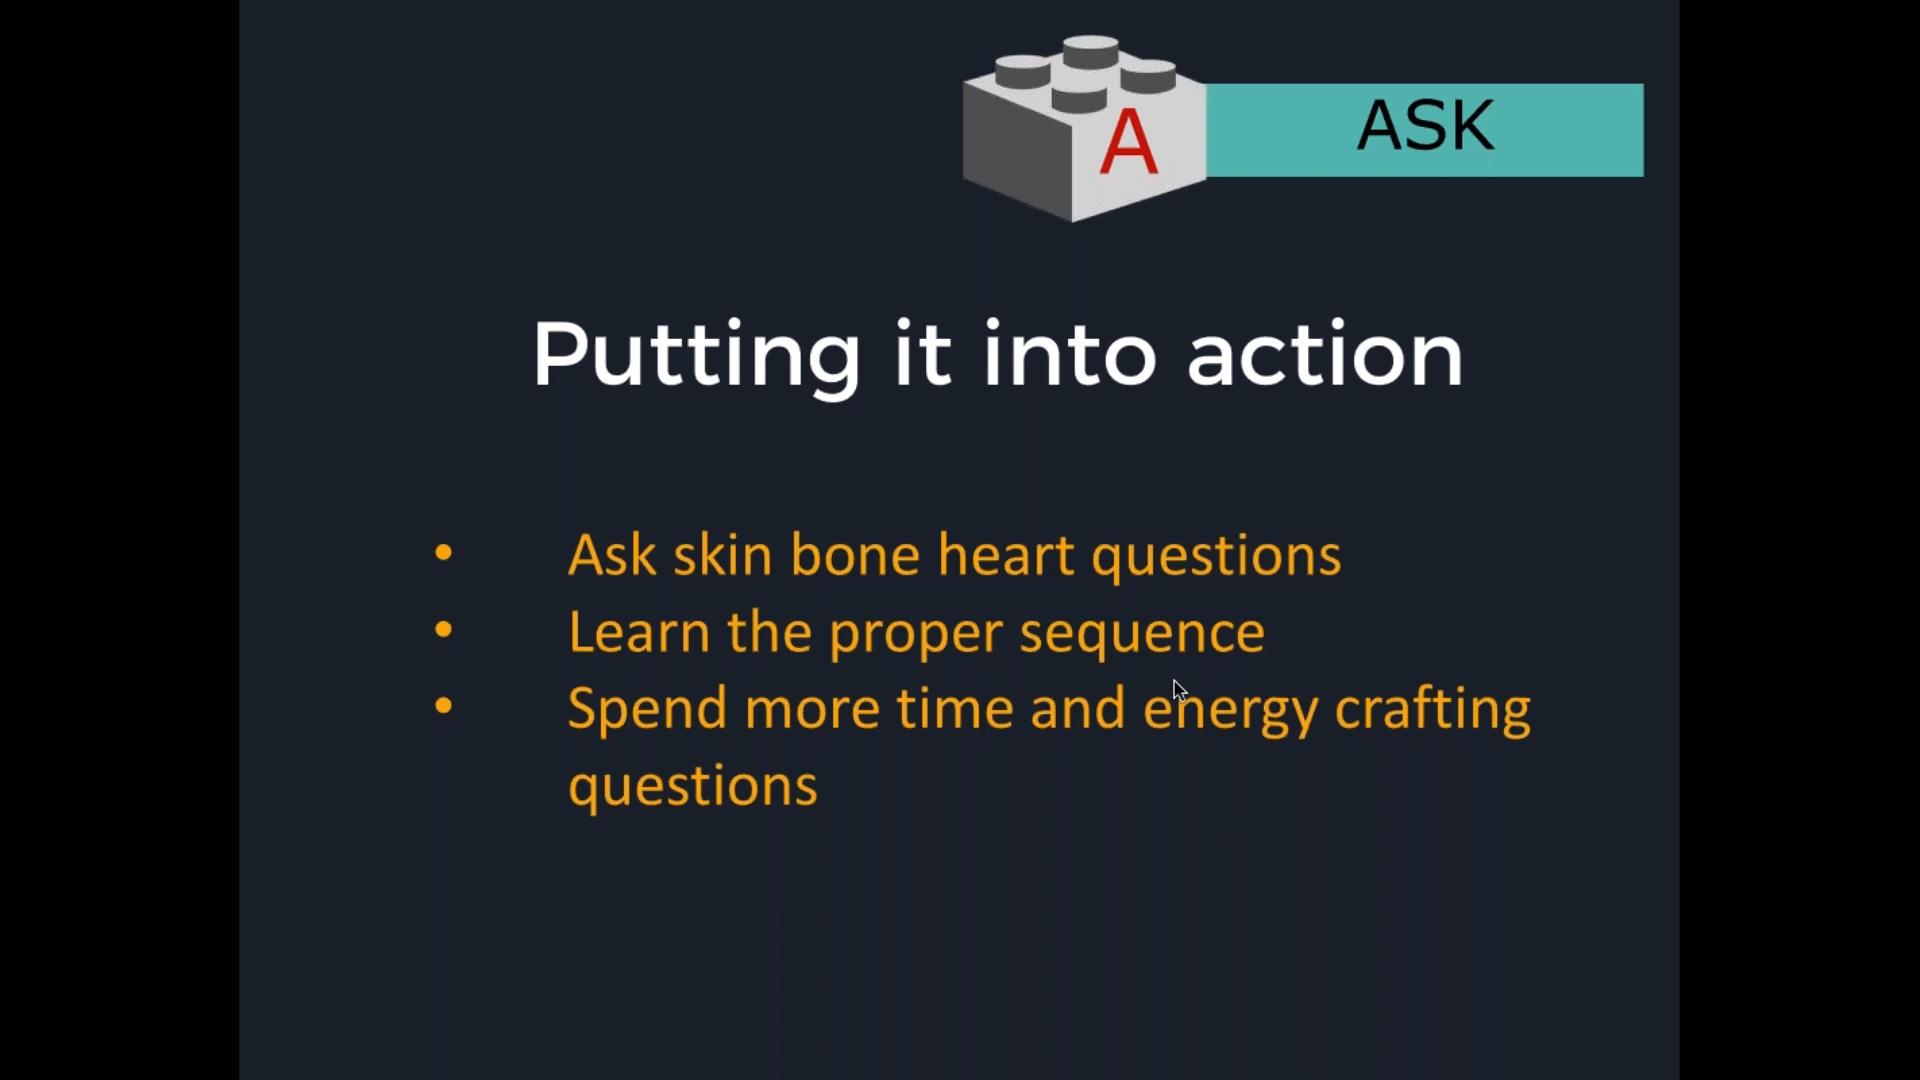 A
ASK
Putting it into action
• Ask skin bone heart questions
• Learn the proper sequence
• Spend more time and energy crafting
questions